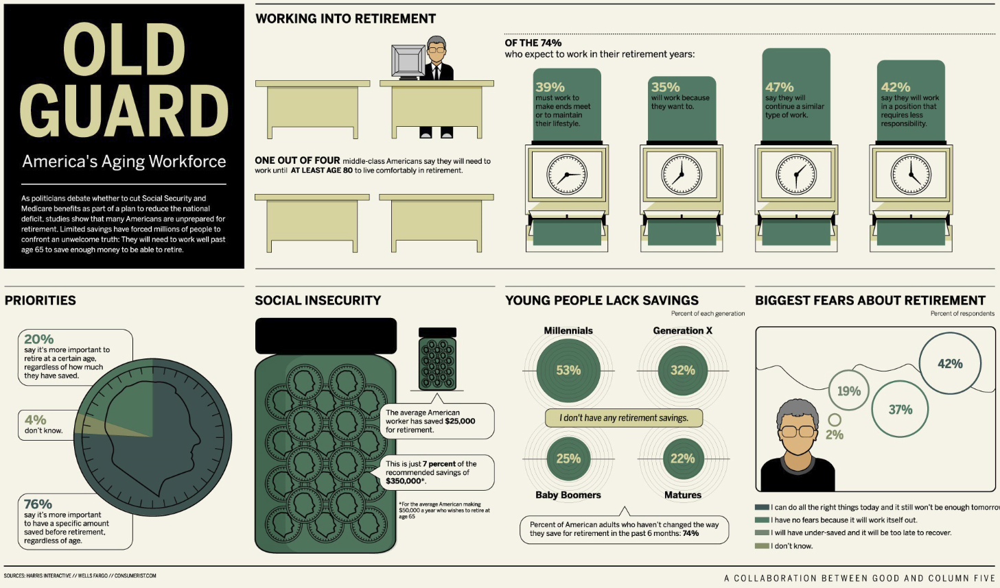 OLD
GUARD
America's Aging Workforce
As politicians debate whether to cut Social Security and
Medicare benefits as part of a plan to reduce the national
deficit, studies show that many Americans are unprepared for
retirement. Limited savings have forced millions of people to
confront an unwelcome truth: They will need to work well past
age 65 to save enough money to be able to retire.
WORKING INTO RETIREMENT
ONE OUT OF FOUR middle-class Americans say they will need to
work until AT LEAST AGE 80 to live comfortably in retirement.
OF THE 74%
who expect to work in their retirement years:
39%
must work to
make ends meet
or to maintain
their lifestyle.
35%
will work because
they want to.
47%
say they will
continue a similar
type of work.
42%
say they will work
in a position that
requires less
responsibility.
PRIORITIES
20%
say it's more important to
retire at a certain age,
regardless of how much
they have saved.
4%
don't know.
76%
say it's more important
to have a specific amount
saved before retirement,
regardless of age.
SOCIAL INSECURITY
The average American
worker has saved $25,000
for retirement.
This is just 7 percent of the
recommended savings of
$350,000*.
*For the average American making
$50,000 a year who wishes to retire at
age 65
YOUNG PEOPLE LACK SAVINGS
Percent of each generation
Millennials
53%
Generation X
32%
I don't have any retirement savings.
25%
Baby Boomers
22%
Matures
Percent of American adults who haven't changed the way
they save for retirement in the past 6 months: 74%
BIGGEST FEARS ABOUT RETIREMENT
Percent of respondents
42%
19%
37%
2%
I can do all the right things today and it still won't be enough tomorrow
I have no fears because it will work itself out.
I will have under-saved and it will be too late to recover.
I don't know.
SOURCES: HARRIS INTERACTIVE // WELLS FARGO // CONSUMERIST.COM
A COLLABORATION BETWEEN GOOD AND COLUMN FIVE